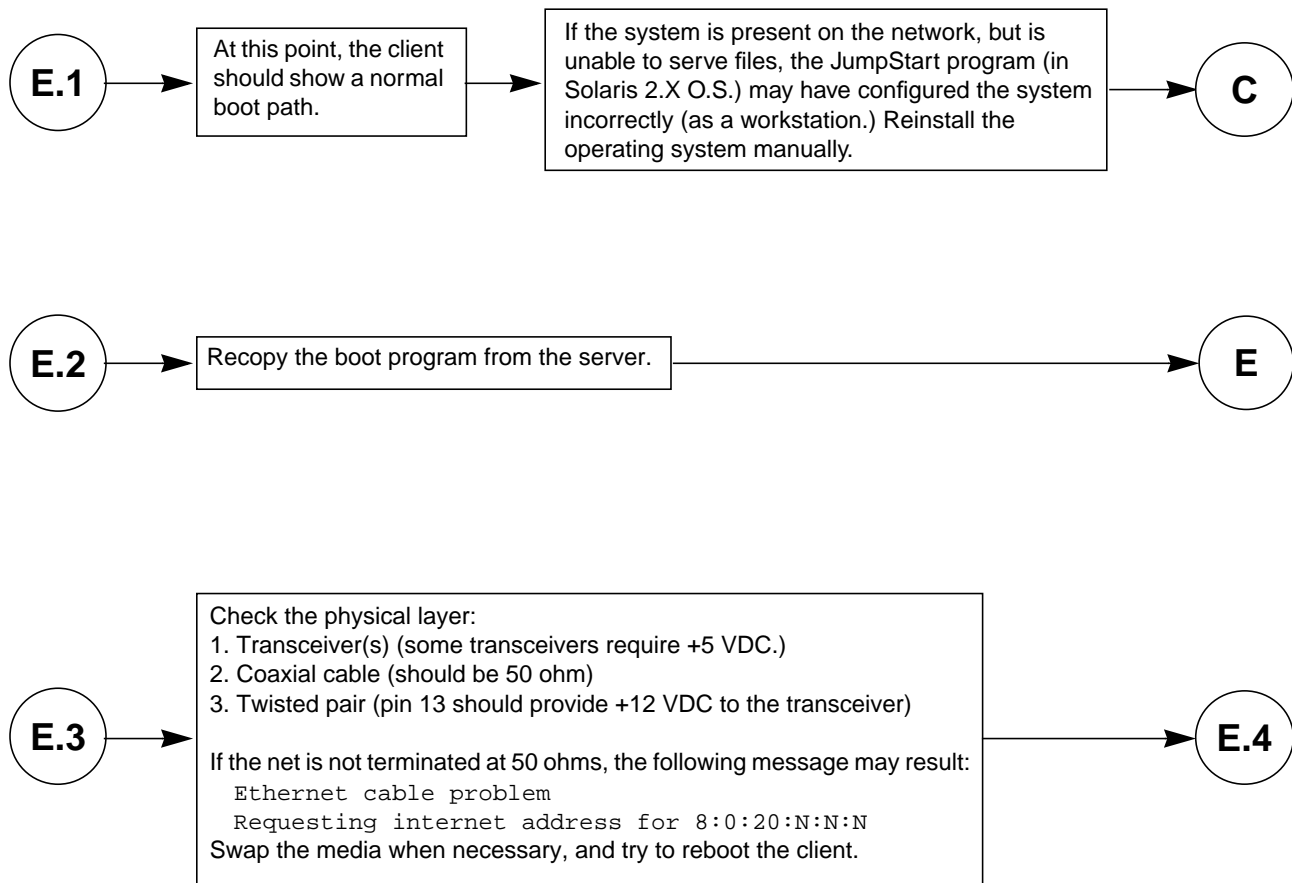 E.1
At this point, the client
should show a normal
boot path.
If the system is present on the network, but is
unable to serve files, the JumpStart program (in
Solaris 2.X O.S.) may have configured the system
incorrectly (as a workstation.) Reinstall the
operating system manually.
C
E.2
Recopy the boot program from the server.
E
E.3
Check the physical layer:
1. Transceiver(s) (some transceivers require +5 VDC.)
2. Coaxial cable (should be 50 ohm)
3. Twisted pair (pin 13 should provide +12 VDC to the transceiver)
If the net is not terminated at 50 ohms, the following message may result:
Ethernet cable problem
Requesting internet address for 8:0:20:N:N:N
Swap the media when necessary, and try to reboot the client.
E.4